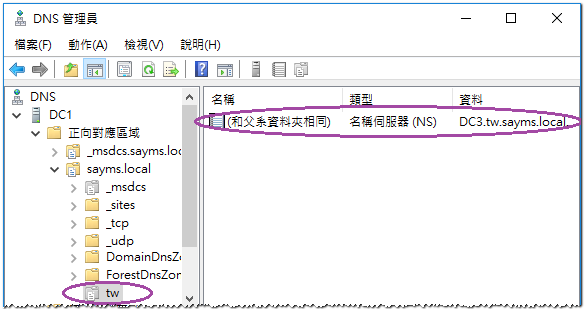 DNS 管理員
檔案(F) 動作(A) 檢視(V) 說明(H)
DNS
DC1
正向對應區域
_msdcs.sayms.loc
sayms.local
_msdcs
_sites
_tcp
_udp
DomainDnsZo
ForestDnsZon
tw
名稱 類型 資料
(和父系資料夾相同) 名稱伺服器 (NS) DC3.tw.sayms.local.